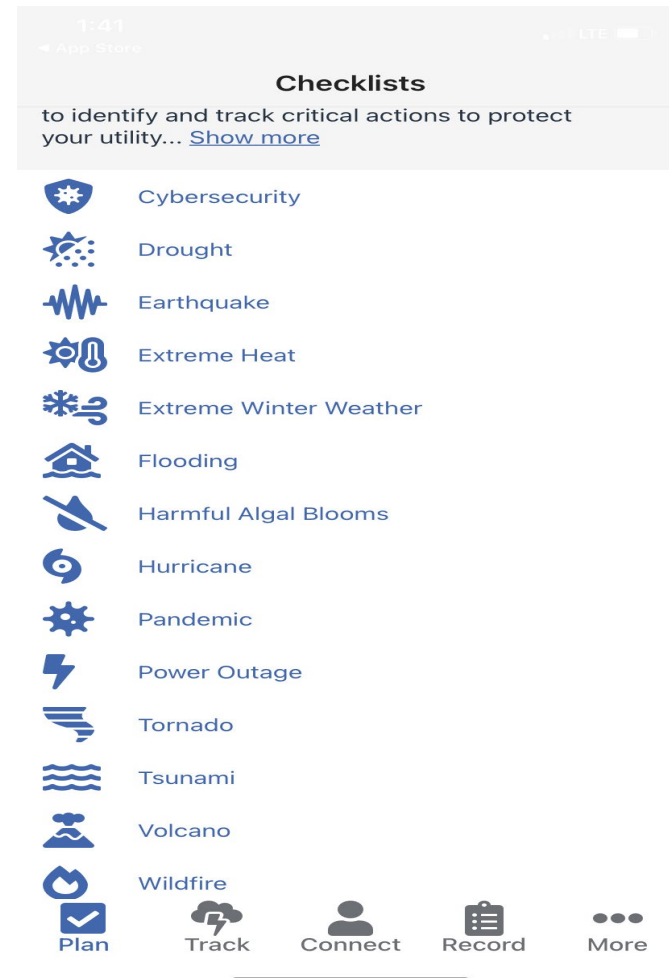 1:41
LTE
◀ App Store
Checklists
to identify and track critical actions to protect
your utility... Show more
Cybersecurity
Drought
Earthquake
Extreme Heat
Extreme Winter Weather
Flooding
Harmful Algal Blooms
Hurricane
Pandemic
Power Outage
Tornado
Tsunami
Volcano
Wildfire
Plan
Track
Connect
Record
More